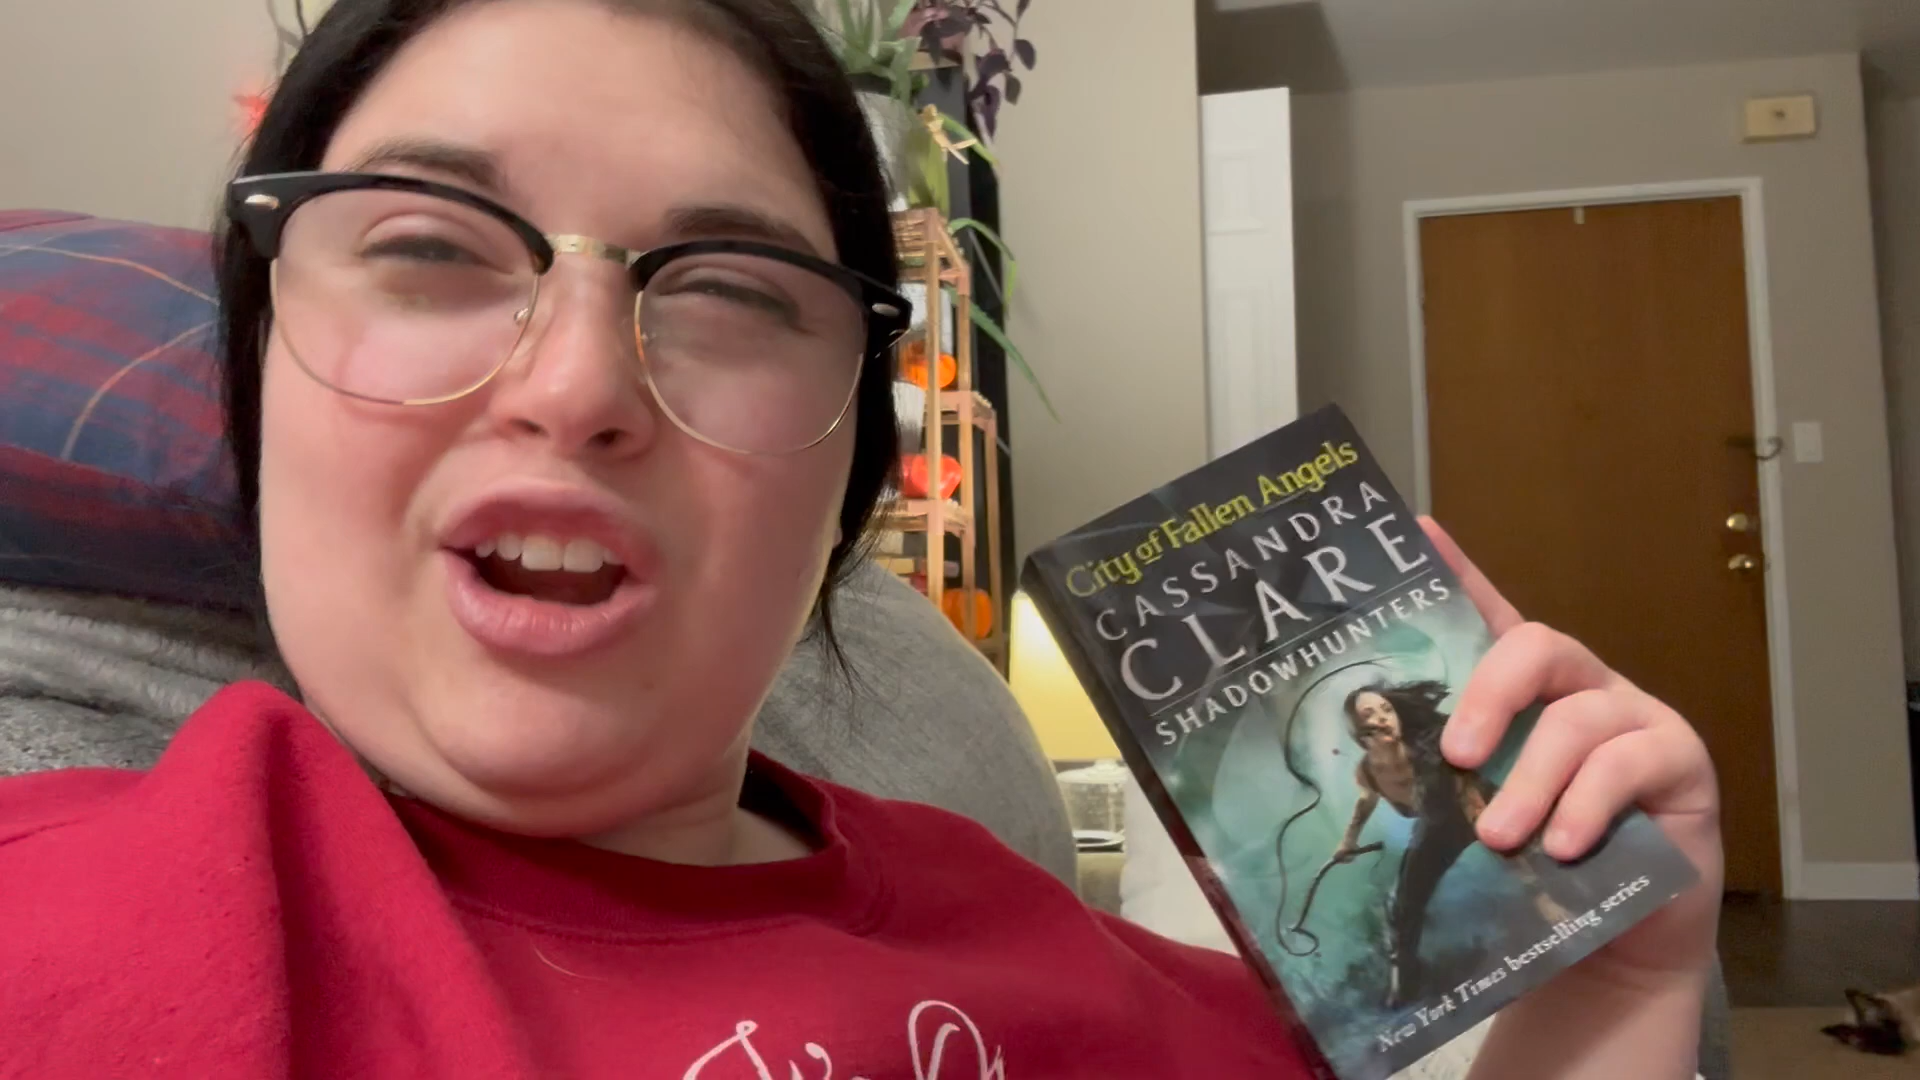 City of Fallen Angels
CASSANDRA
CLARE
SHADOWHUNTERS
New York Times bestselling series